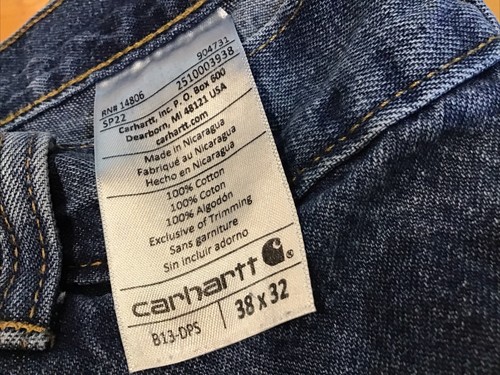 904731
RN# 14806 2510003938
SP22
Carhartt, Inc. P. O. Box 600
Dearborn, MI 48121 USA
carhartt.com
Made in Nicaragua
Fabriqué au Nicaragua
Hecho en Nicaragua
100% Cotton
100% Coton
100% Algodón
Exclusive of Trimming
Sans garniture
Sin incluir adorno
carhartt ®
B13-DPS 38 x 32